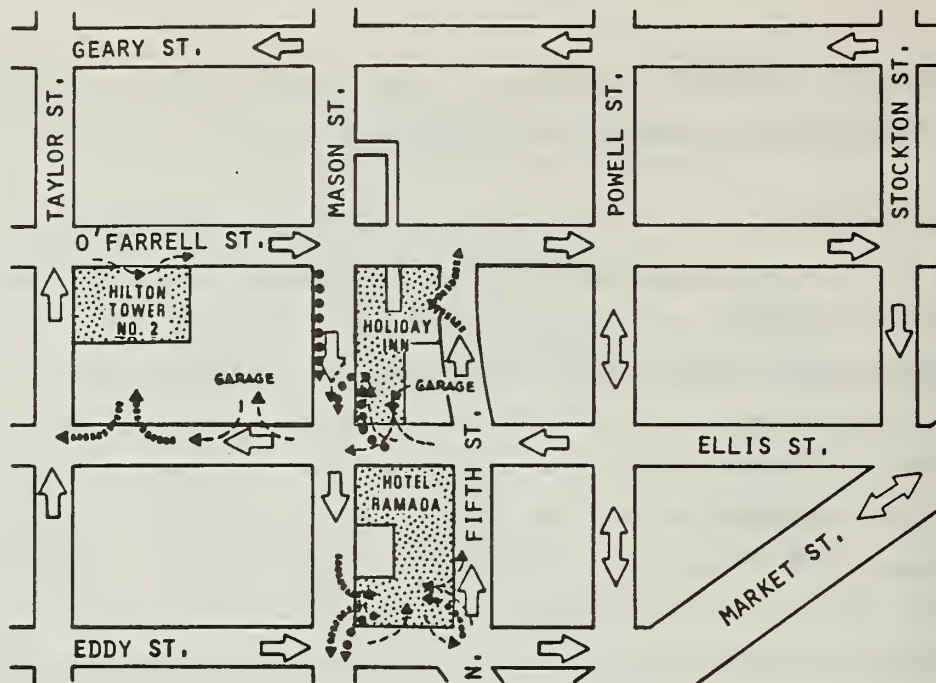 GEARY ST.
TAYLOR ST.
MASON ST.
POWELL ST.
STOCKTON ST.
O'FARRELL ST.
HILTON
TOWER
NO. 2
HOLIDAY
INN
GARAGE
GARAGE
ELLIS ST.
HOTEL
RAMADA
N. FIFTH ST.
MARKET ST.
EDDY ST.